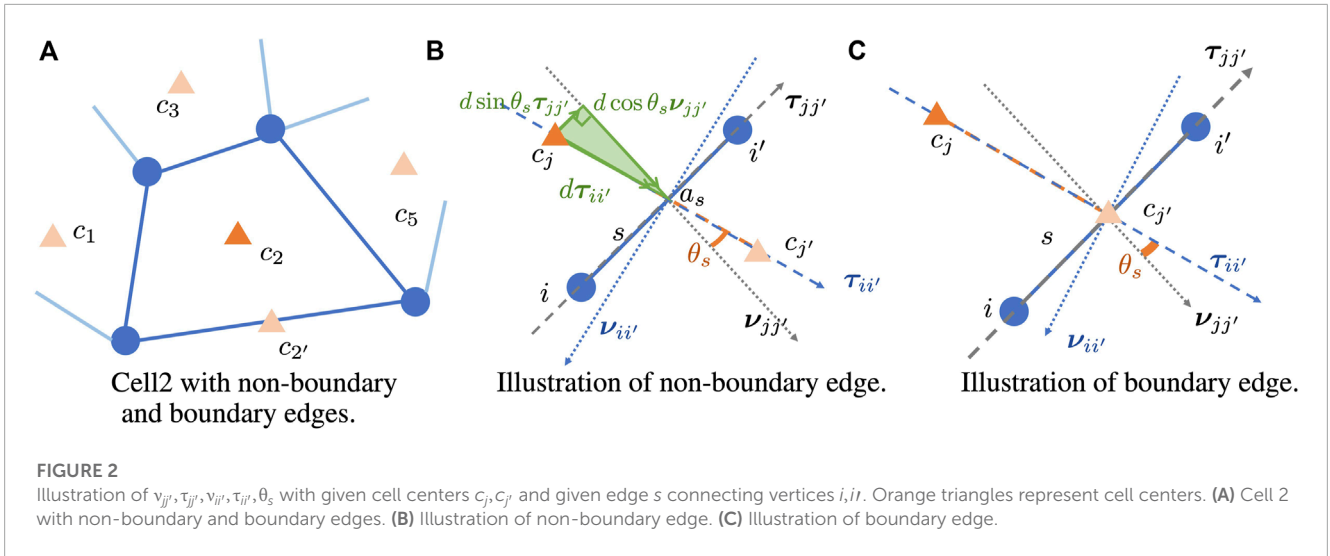 A
c₃
c₁
c₂
c₅
c₂′
Cell2 with non-boundary
and boundary edges.
B
d sin θₛ τⱼⱼ′
d cos θₛ νⱼⱼ′
cⱼ
dτᵢᵢ′
τⱼⱼ′
i′
aₛ
s
cⱼ′
θₛ
i
τᵢᵢ′
νᵢᵢ′
νⱼⱼ′
Illustration of non-boundary edge.
C
τⱼⱼ′
cⱼ
i′
cⱼ′
s
θₛ
τᵢᵢ′
i
νⱼⱼ′
νᵢᵢ′
Illustration of boundary edge.
FIGURE 2
Illustration of νⱼⱼ′,τⱼⱼ′,νᵢᵢ′,τᵢᵢ′,θₛ with given cell centers cⱼ,cⱼ′ and given edge s connecting vertices i,i′. Orange triangles represent cell centers. (A) Cell 2
with non-boundary and boundary edges. (B) Illustration of non-boundary edge. (C) Illustration of boundary edge.